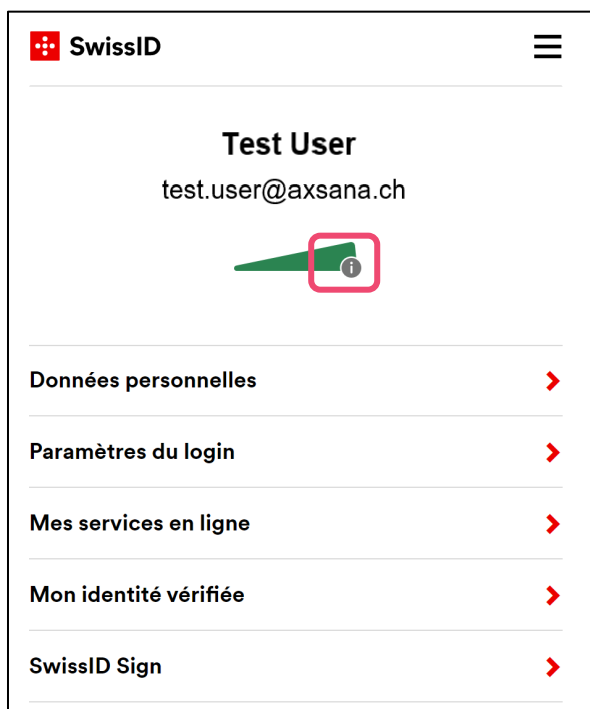 SwissID
Test User
test.user@axsana.ch
i
Données personnelles
Paramètres du login
Mes services en ligne
Mon identité vérifiée
SwissID Sign